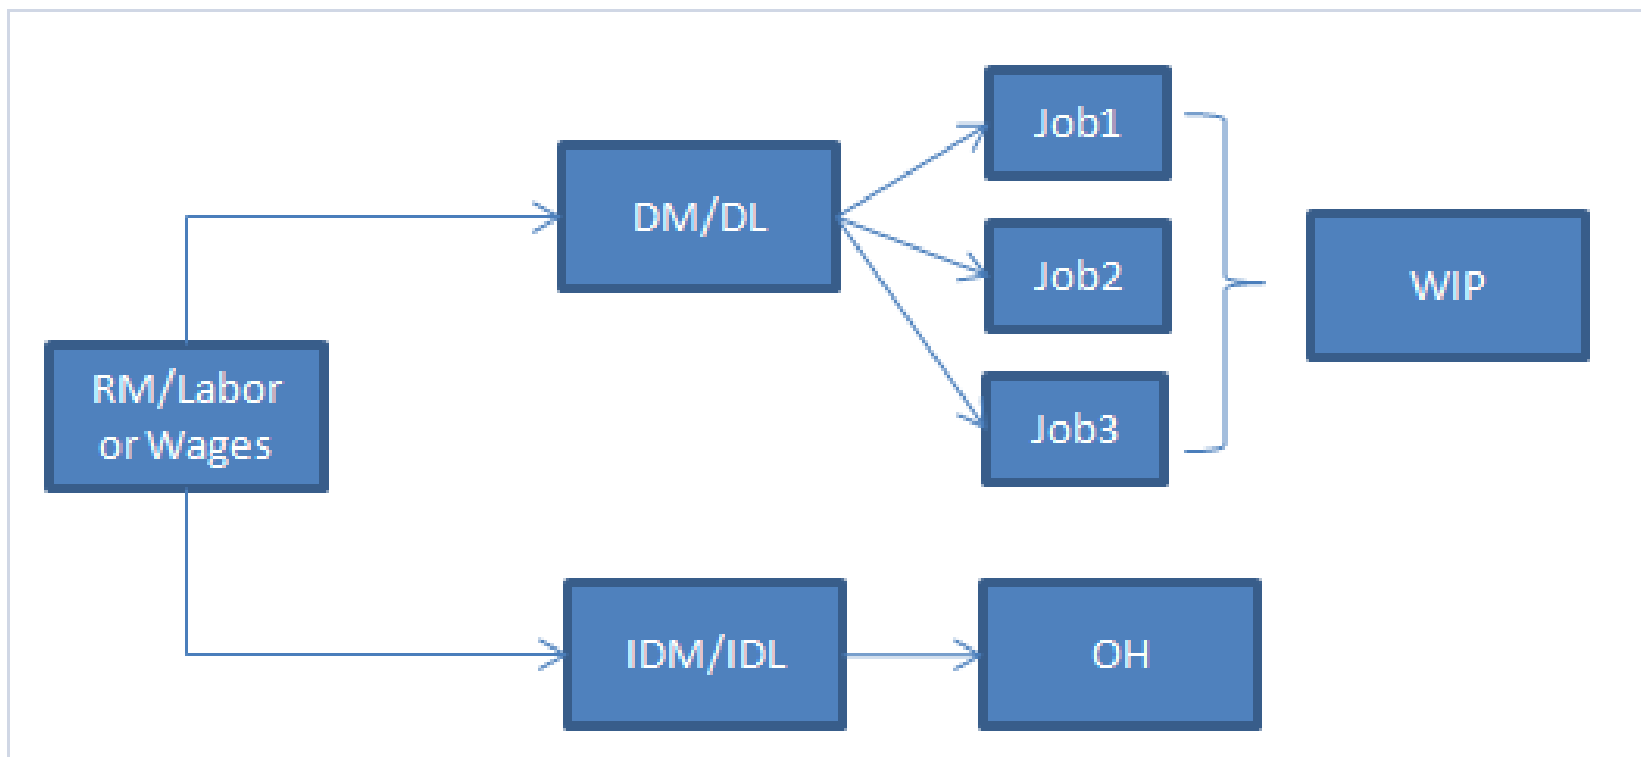 RM/Labor
or Wages
DM/DL
Job1
Job2
Job3
WIP
IDM/IDL
OH